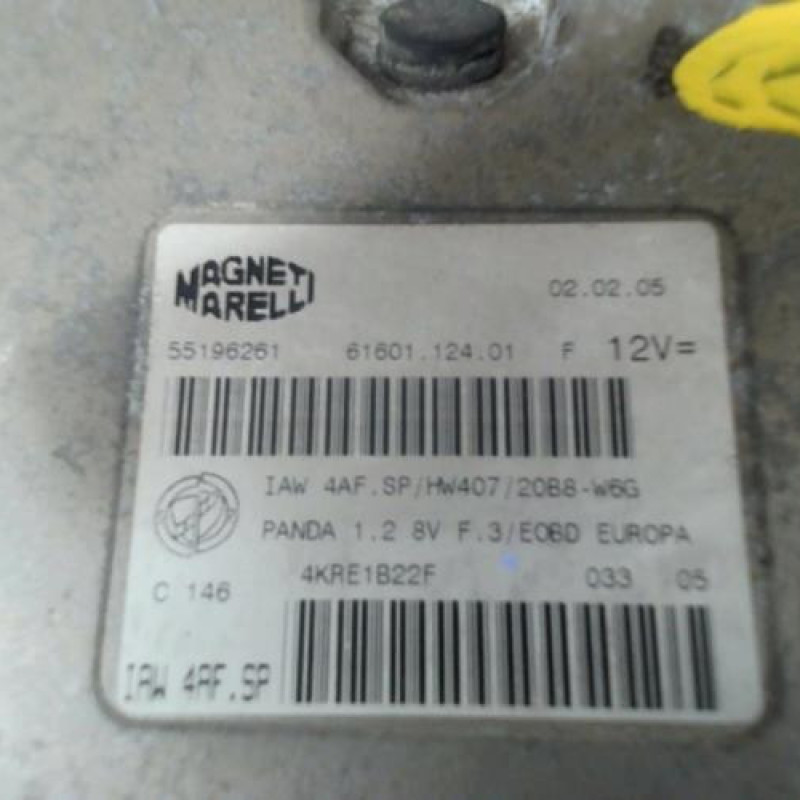 MAGNETI
MARELLI
02.02.05
55196261 61601.124.01 F 12V=
IAW 4AF.SP/HW407/20B8-W6G
PANDA 1.2 8V F.3/EOBD EUROPA
4KRE1B22F 033 05
C 146
IAW 4AF.SP